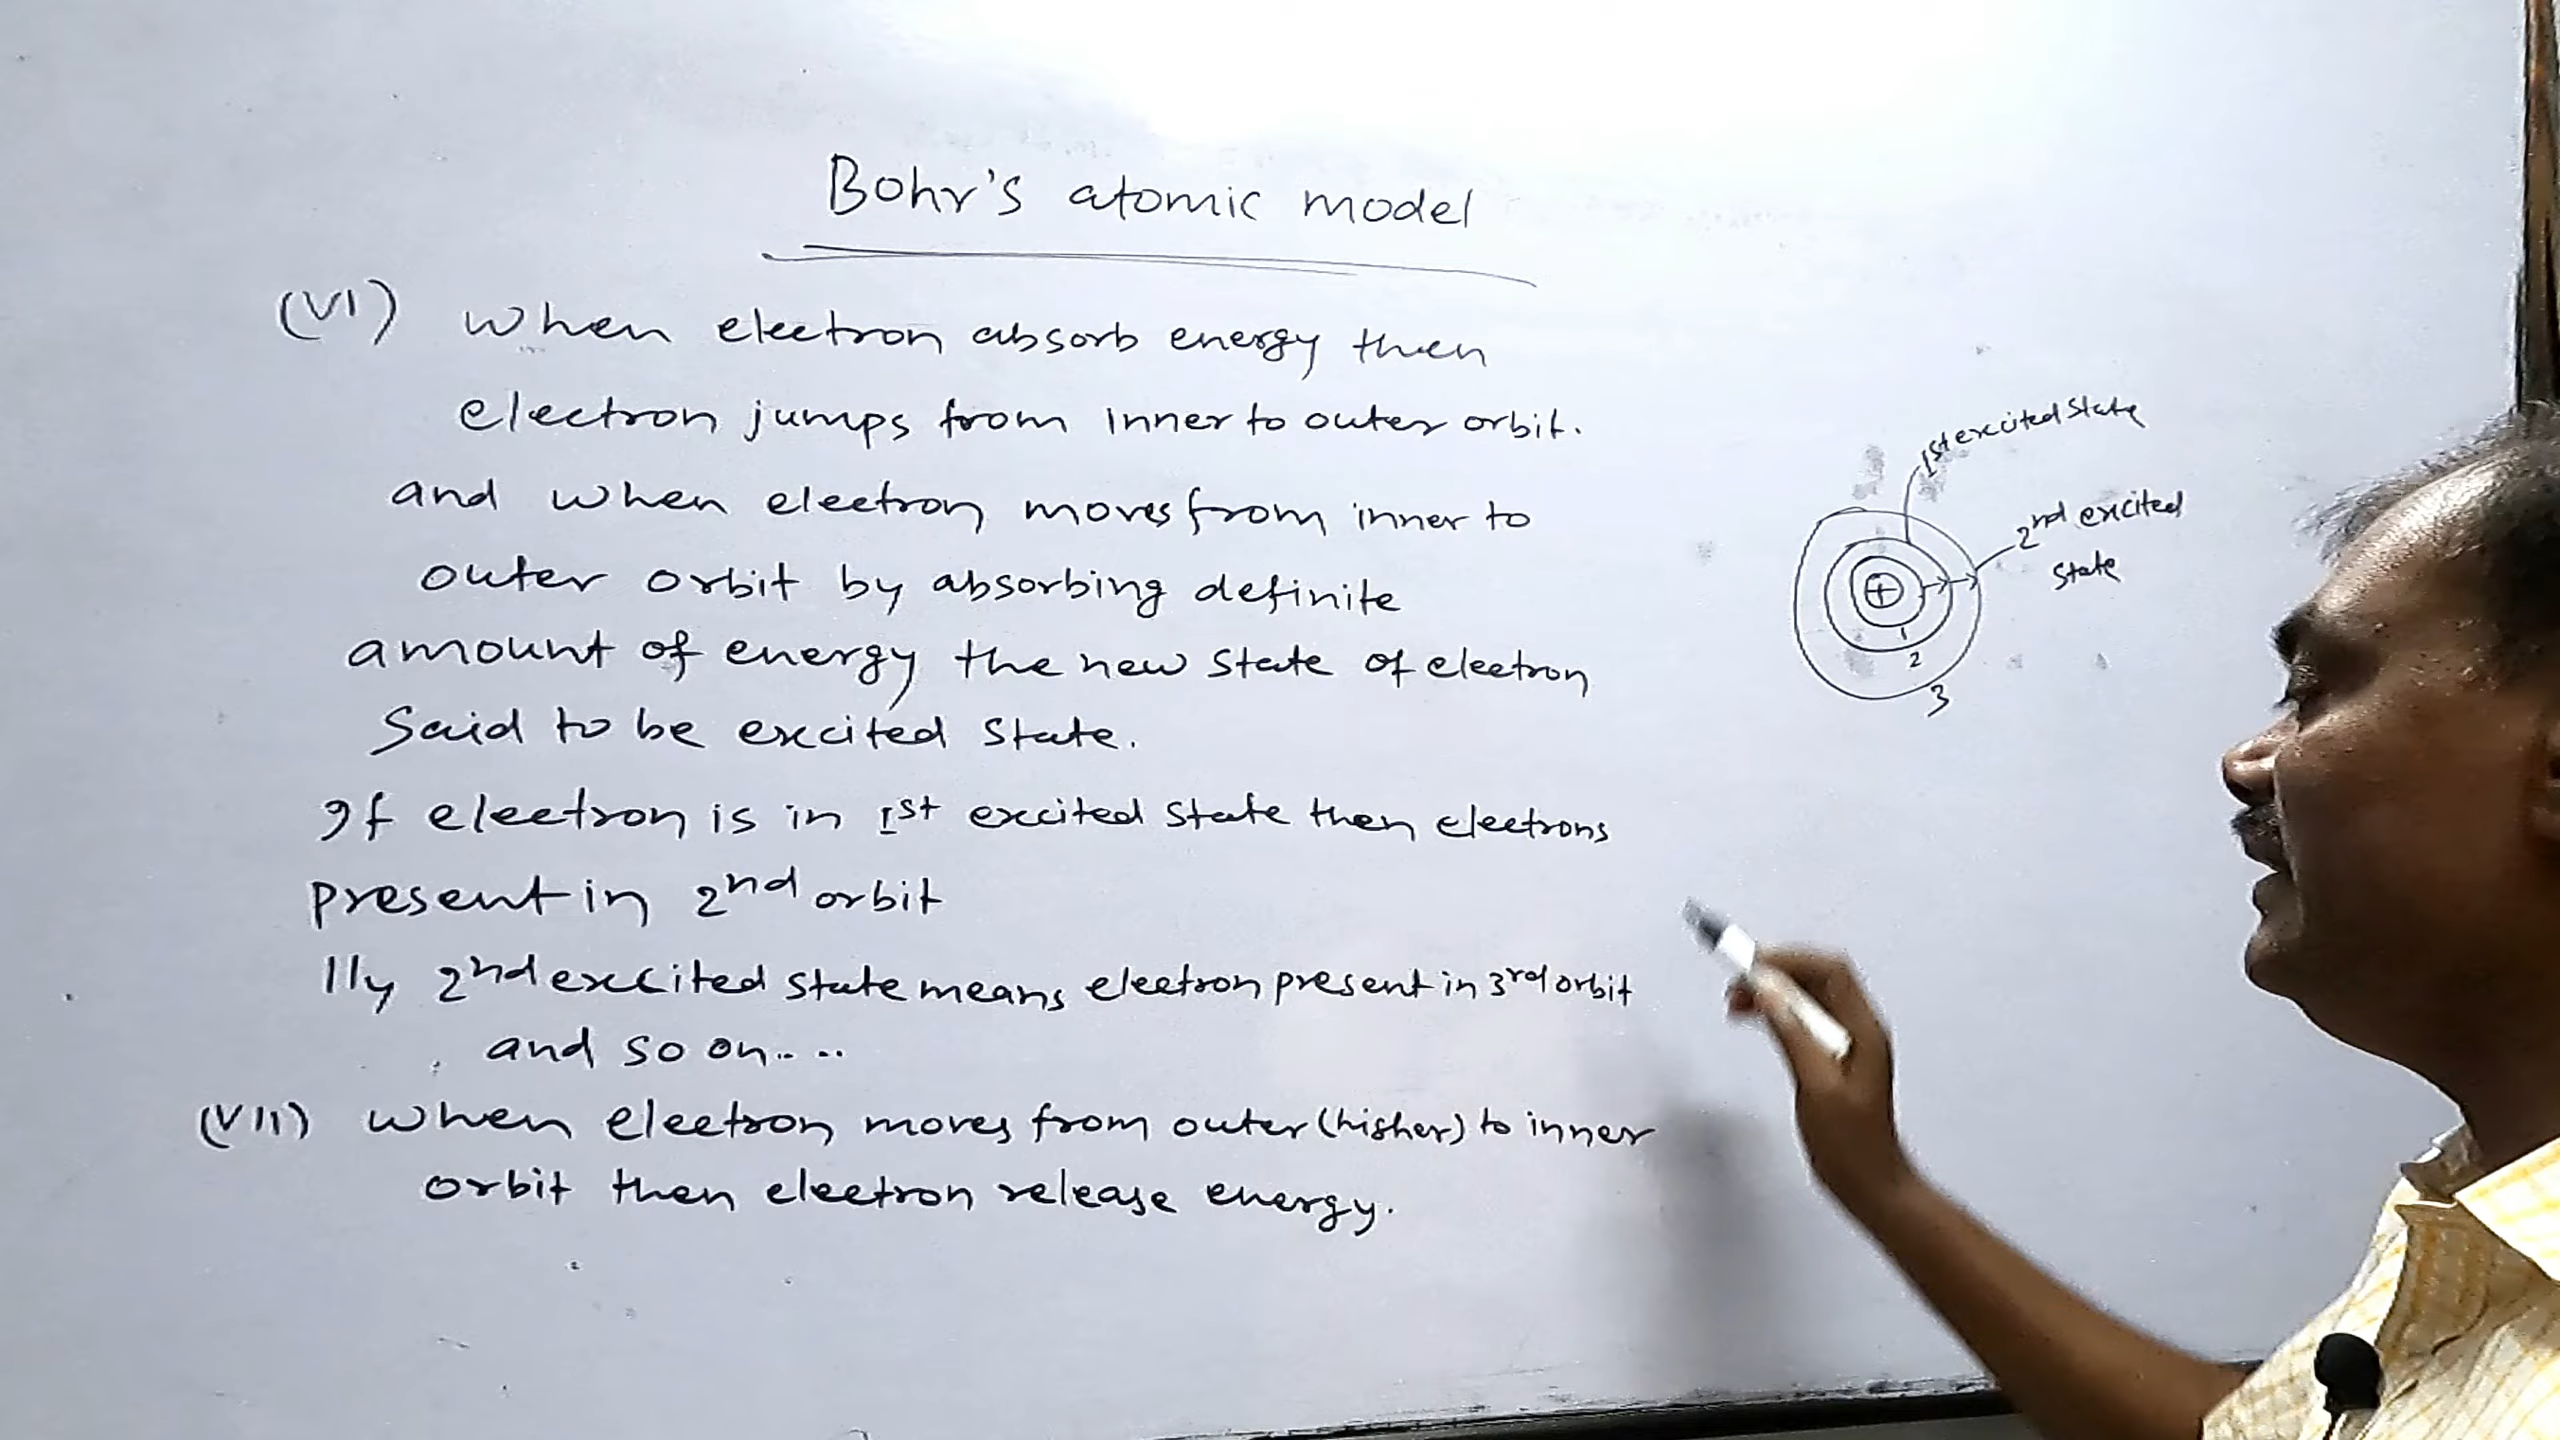 Bohr's atomic model
(VI) when electron absorb energy then
electron jumps from inner to outer orbit.
and when electron moves from inner to
outer orbit by absorbing definite
amount of energy the new state of electron
said to be excited state.
If electron is in Ist excited state then electrons
present in 2nd orbit
lly 2nd excited state means electron present in 3rd orbit
and so on....
(VII) when electron moves from outer (higher) to inner
orbit then electron release energy.
1st excited state
2nd excited
state
+
1
2
3